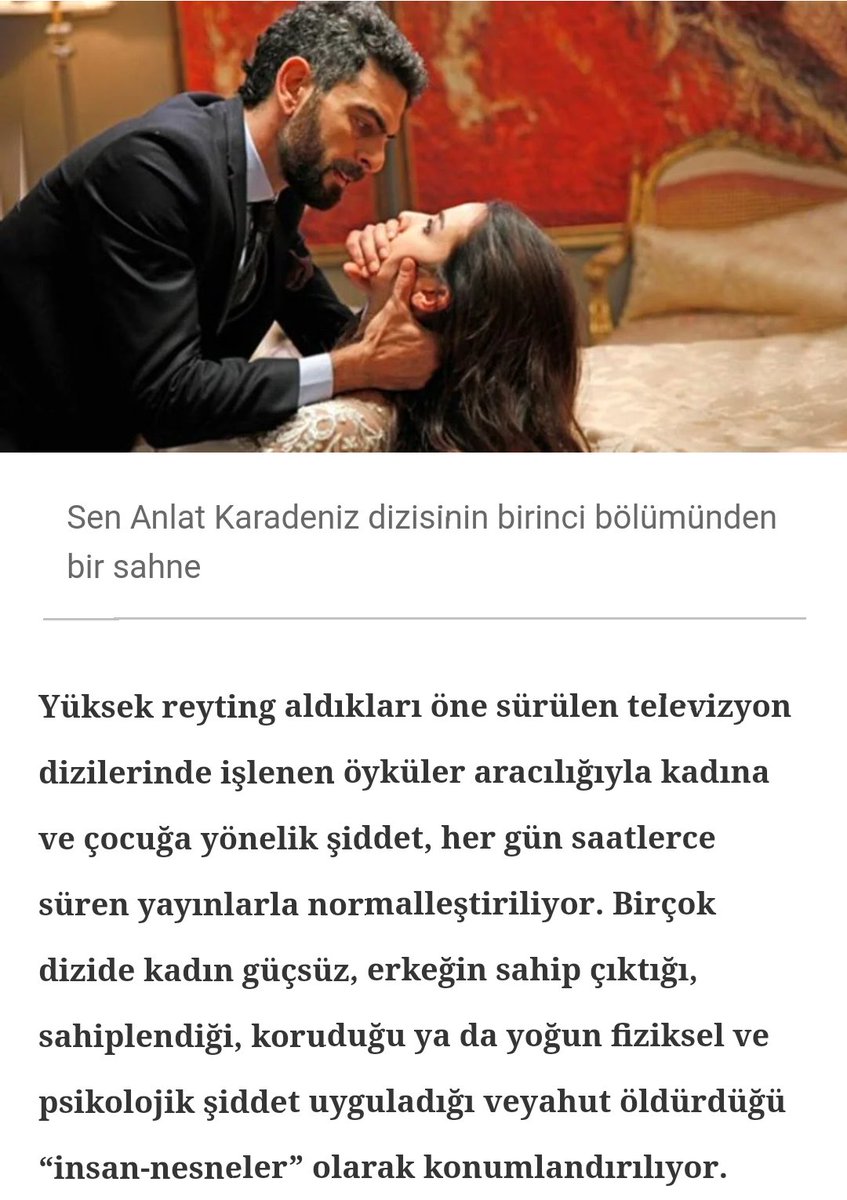 Sen Anlat Karadeniz dizisinin birinci bölümünden
bir sahne
Yüksek reyting aldıkları öne sürülen televizyon
dizilerinde işlenen öyküler aracılığıyla kadına
ve çocuğa yönelik şiddet, her gün saatlerce
süren yayınlarla normalleştiriliyor. Birçok
dizide kadın güçsüz, erkeğin sahip çıktığı,
sahiplendiği, koruduğu ya da yoğun fiziksel ve
psikolojik şiddet uyguladığı veyahut öldürdüğü
“insan-nesneler” olarak konumlandırılıyor.